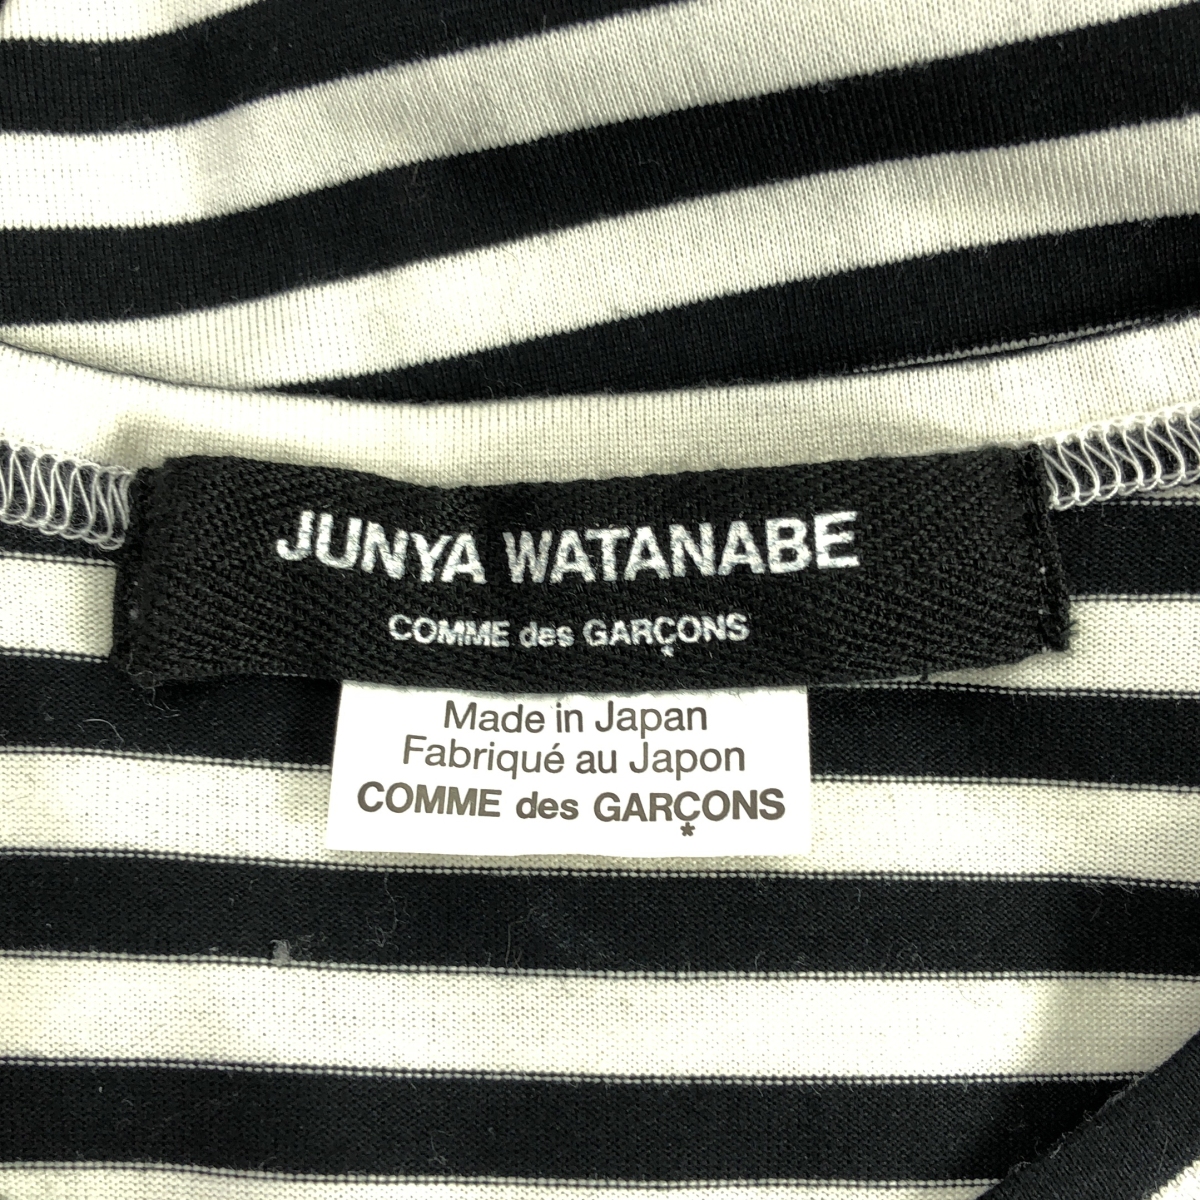 JUNYA WATANABE
COMME des GARÇONS
Made in Japan
Fabriqué au Japon
COMME des GARÇONS